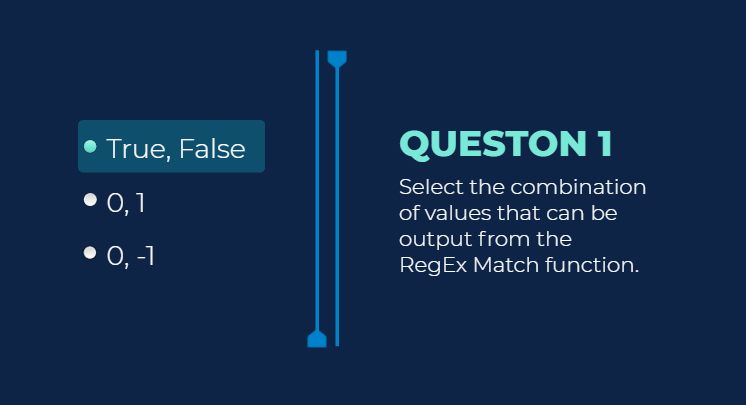 True, False
0, 1
0, -1
QUESTON 1
Select the combination
of values that can be
output from the
RegEx Match function.